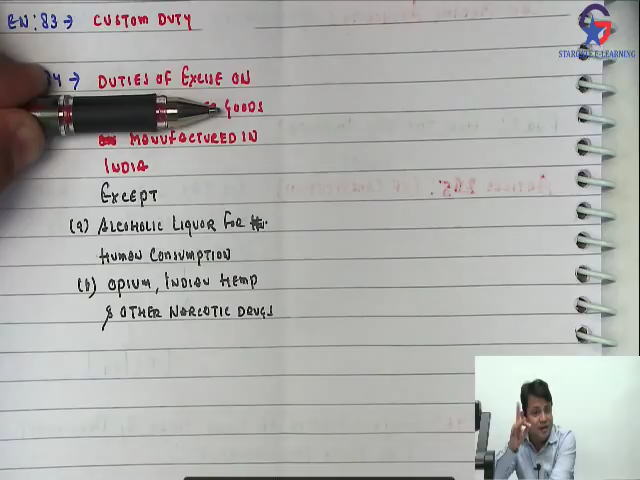 EN: 83 → CUSTOM DUTY
STARGATE E-LEARNING
→ DUTIES OF EXCISE ON
GOODS
MANUFACTURED IN
INDIA
EXCEPT
(a) ALCOHOLIC LIQUOR FOR
HUMAN CONSUMPTION
(b) OPIUM, INDIAN HEMP
& OTHER NARCOTIC DRUGS